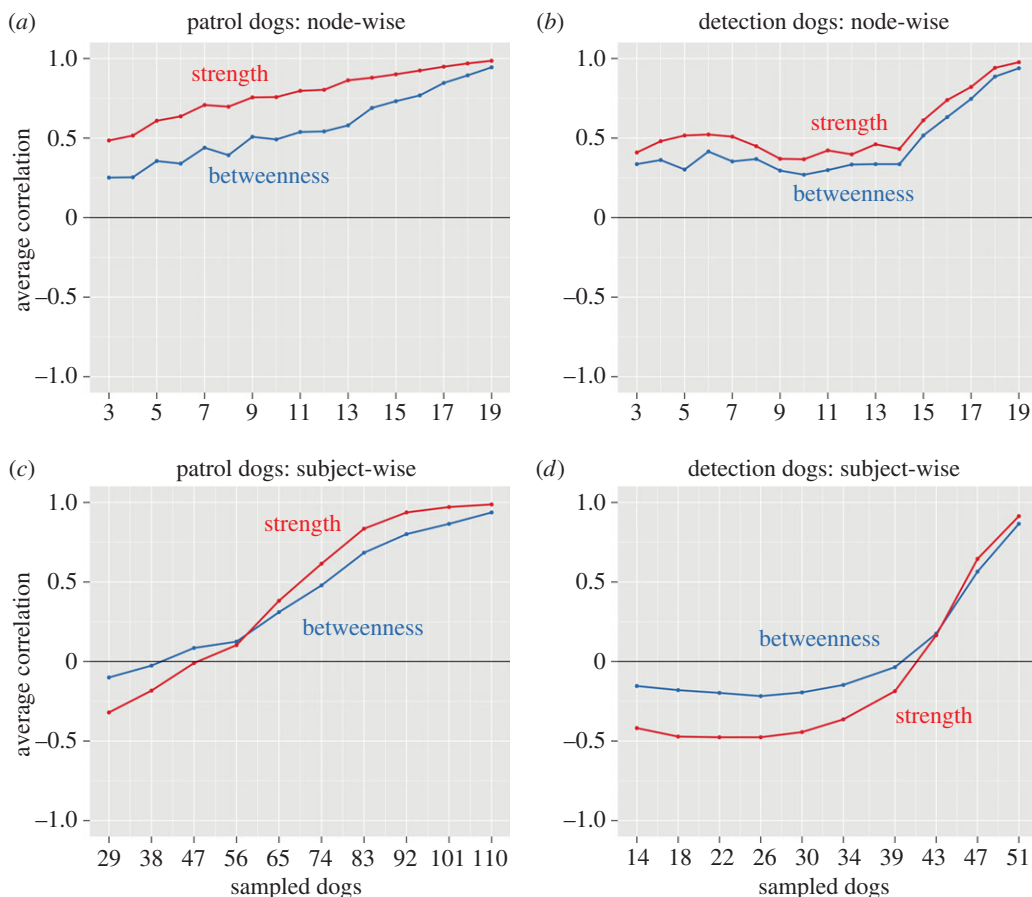 (a) patrol dogs: node-wise
1.0
0.5
0
–0.5
–1.0
average correlation
strength
betweenness
3 5 7 9 11 13 15 17 19
(b) detection dogs: node-wise
1.0
0.5
0
–0.5
–1.0
strength
betweenness
3 5 7 9 11 13 15 17 19
(c) patrol dogs: subject-wise
1.0
0.5
0
–0.5
–1.0
average correlation
strength
betweenness
29 38 47 56 65 74 83 92 101 110
sampled dogs
(d) detection dogs: subject-wise
1.0
0.5
0
–0.5
–1.0
betweenness
strength
14 18 22 26 30 34 39 43 47 51
sampled dogs